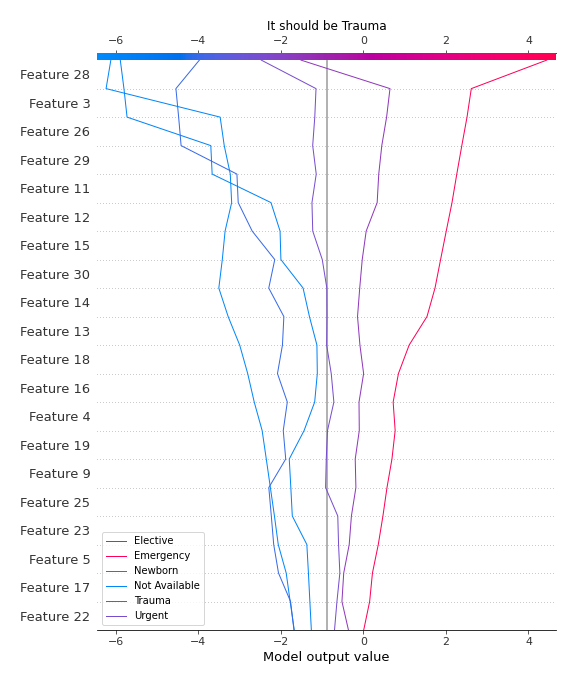 It should be Trauma
−6 −4 −2 0 2 4
Feature 28
Feature 3
Feature 26
Feature 29
Feature 11
Feature 12
Feature 15
Feature 30
Feature 14
Feature 13
Feature 18
Feature 16
Feature 4
Feature 19
Feature 9
Feature 25
Feature 23
Feature 5
Feature 17
Feature 22
Elective
Emergency
Newborn
Not Available
Trauma
Urgent
−6 −4 −2 0 2 4
Model output value